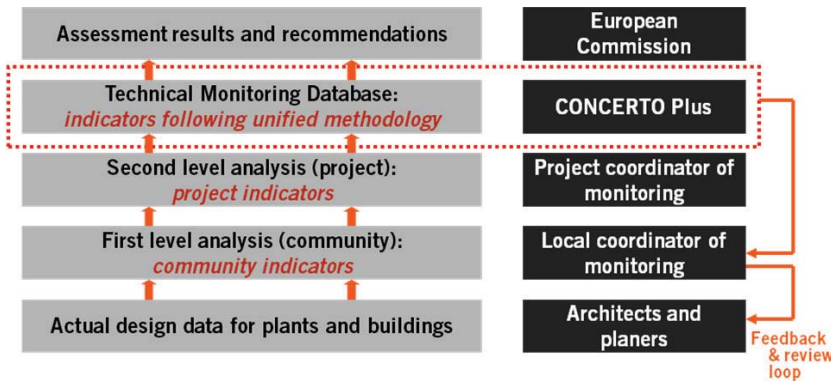 Assessment results and recommendations
European
Commission
Technical Monitoring Database:
indicators following unified methodology
CONCERTO Plus
Second level analysis (project):
project indicators
Project coordinator of
monitoring
First level analysis (community):
community indicators
Local coordinator of
monitoring
Actual design data for plants and buildings
Architects and
planers
Feedback
& review
loop